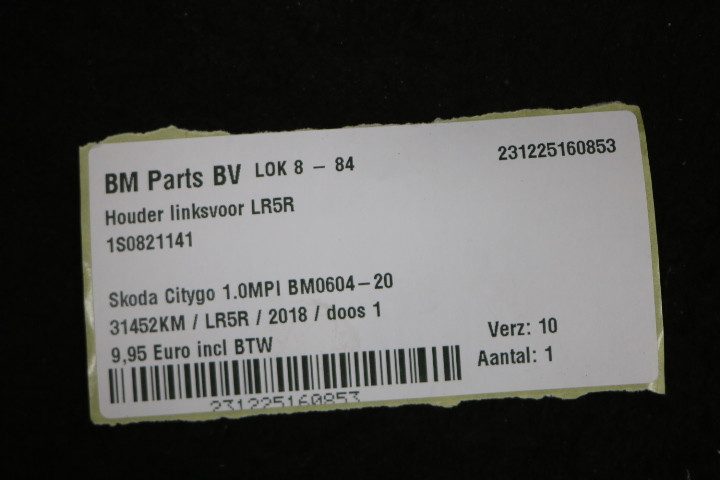 BM Parts BV LOK 8 - 84 231225160853
Houder linksvoor LR5R
1S0821141
Skoda Citygo 1.0MPI BM0604-20
31452KM / LR5R / 2018 / doos 1
9,95 Euro incl BTW Verz: 10
Aantal: 1
231225160853